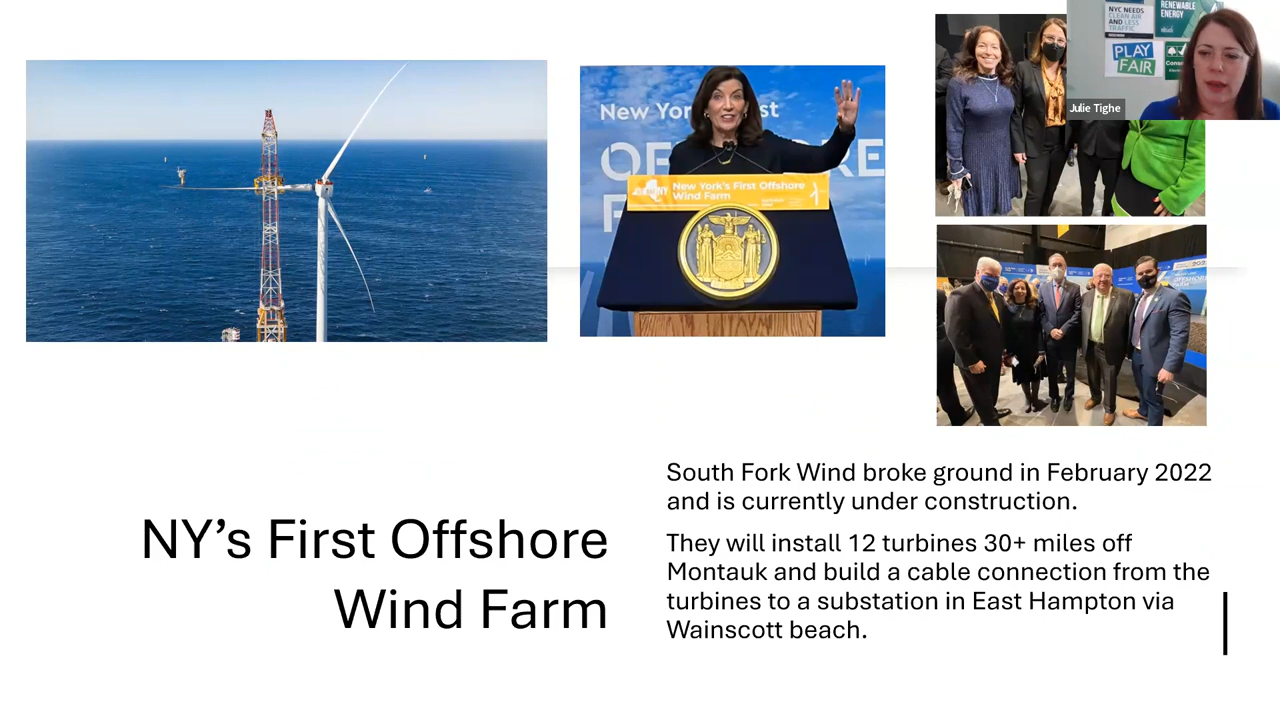 NYC NEEDS
CLEAN AIR
AND LESS
TRAFFIC
RENEWABLE
ENERGY
PLAY
FAIR
Julie Tighe
New York's First Offshore
Wind Farm
South Fork Wind broke ground in February 2022
and is currently under construction.
They will install 12 turbines 30+ miles off
Montauk and build a cable connection from the
turbines to a substation in East Hampton via
Wainscott beach.
NY’s First Offshore
Wind Farm